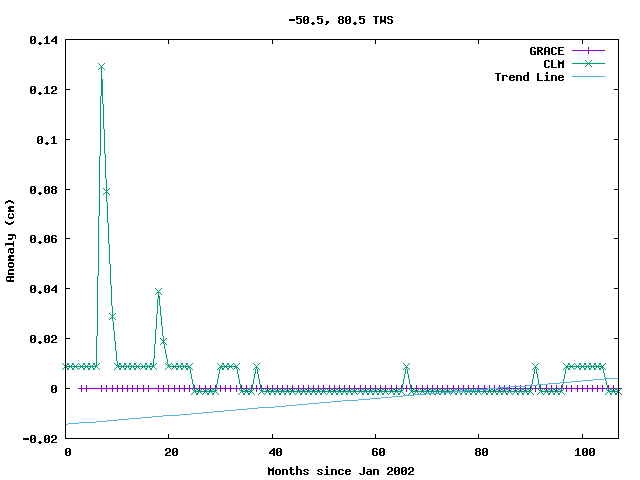 -50.5, 80.5 TWS
GRACE
CLM
Trend Line
0.14
0.12
0.1
0.08
0.06
0.04
0.02
0
-0.02
Anomaly (cm)
0 20 40 60 80 100
Months since Jan 2002